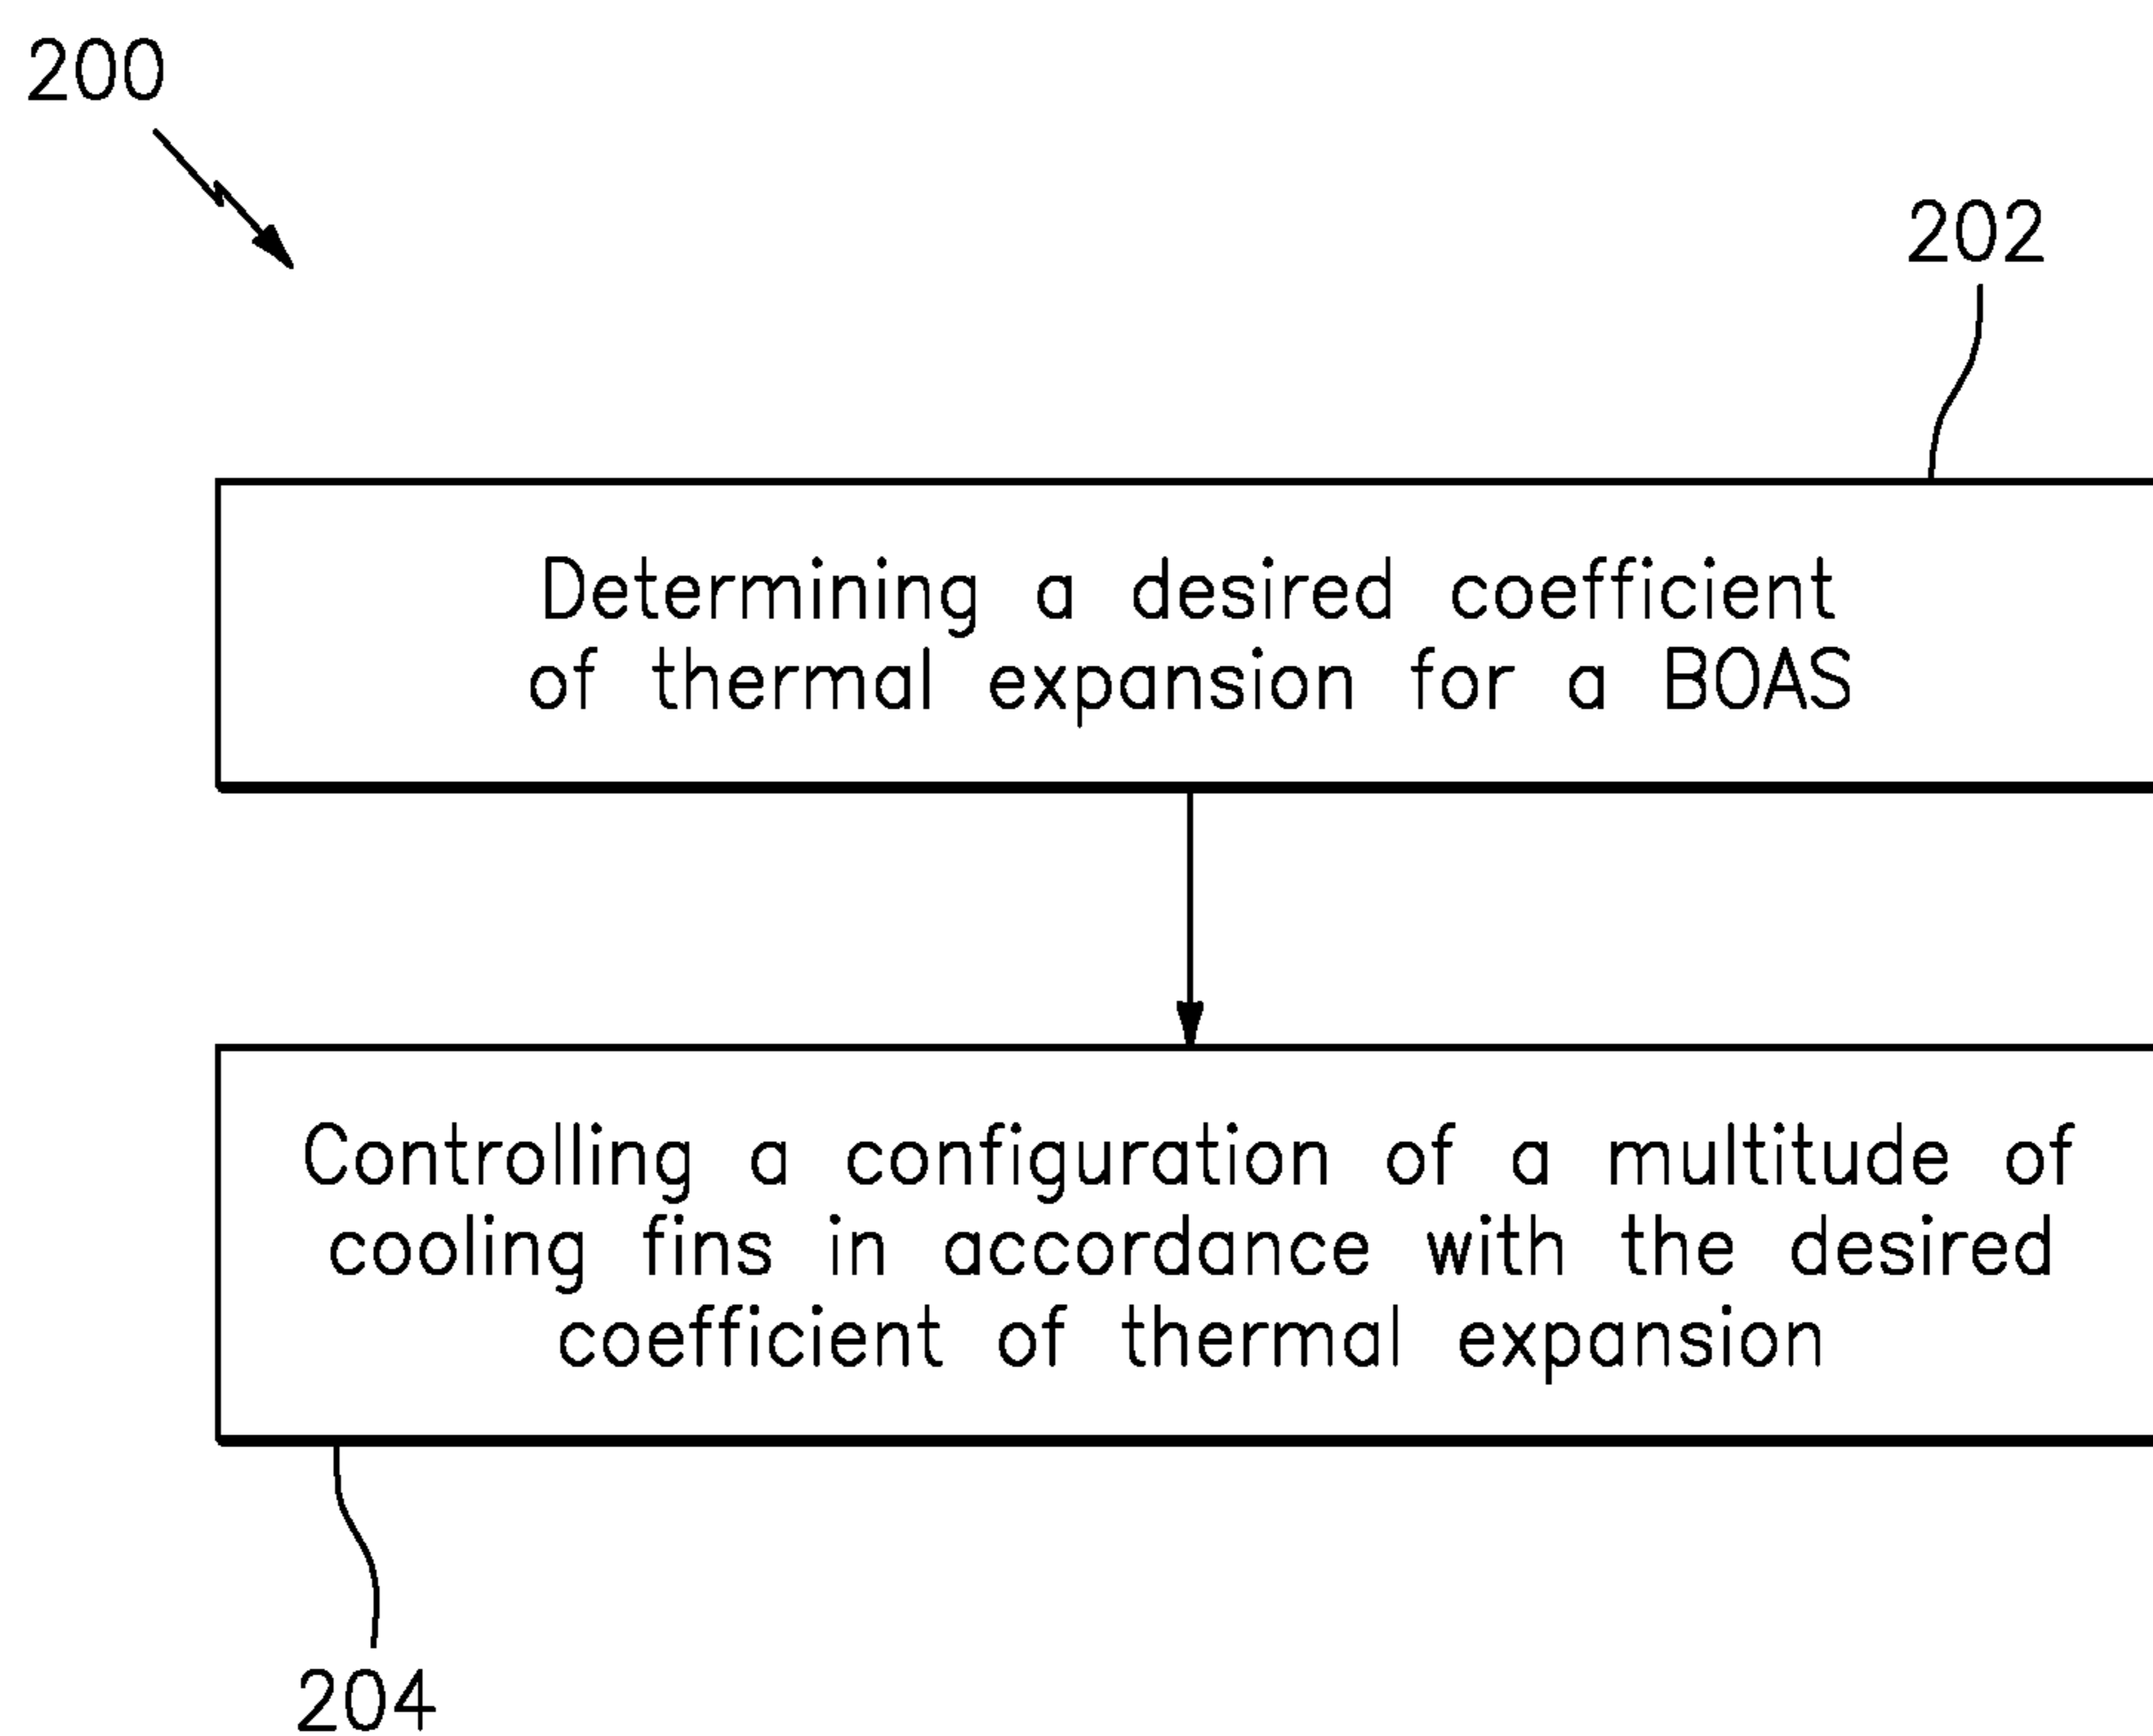 200
202
Determining a desired coefficient
of thermal expansion for a BOAS
Controlling a configuration of a multitude of
cooling fins in accordance with the desired
coefficient of thermal expansion
204